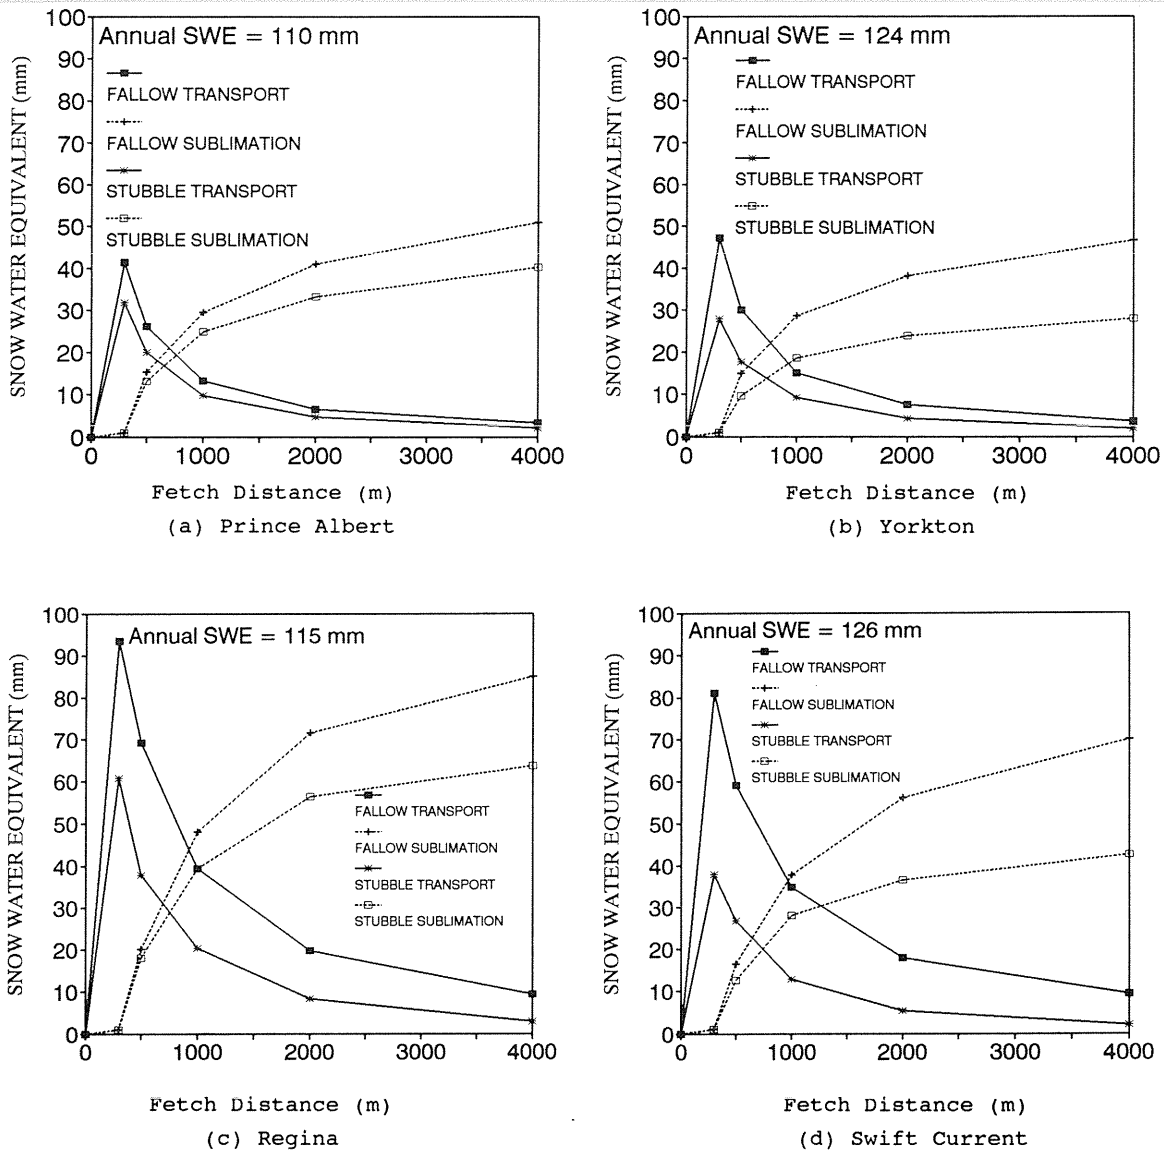 Annual SWE = 110 mm
FALLOW TRANSPORT
FALLOW SUBLIMATION
STUBBLE TRANSPORT
STUBBLE SUBLIMATION
SNOW WATER EQUIVALENT (mm)
100
90
80
70
60
50
40
30
20
10
0
0 1000 2000 3000 4000
Fetch Distance (m)
(a) Prince Albert
Annual SWE = 124 mm
FALLOW TRANSPORT
FALLOW SUBLIMATION
STUBBLE TRANSPORT
STUBBLE SUBLIMATION
SNOW WATER EQUIVALENT (mm)
100
90
80
70
60
50
40
30
20
10
0
0 1000 2000 3000 4000
Fetch Distance (m)
(b) Yorkton
Annual SWE = 115 mm
FALLOW TRANSPORT
FALLOW SUBLIMATION
STUBBLE TRANSPORT
STUBBLE SUBLIMATION
SNOW WATER EQUIVALENT (mm)
100
90
80
70
60
50
40
30
20
10
0
0 1000 2000 3000 4000
Fetch Distance (m)
(c) Regina
Annual SWE = 126 mm
FALLOW TRANSPORT
FALLOW SUBLIMATION
STUBBLE TRANSPORT
STUBBLE SUBLIMATION
SNOW WATER EQUIVALENT (mm)
100
90
80
70
60
50
40
30
20
10
0
0 1000 2000 3000 4000
Fetch Distance (m)
(d) Swift Current